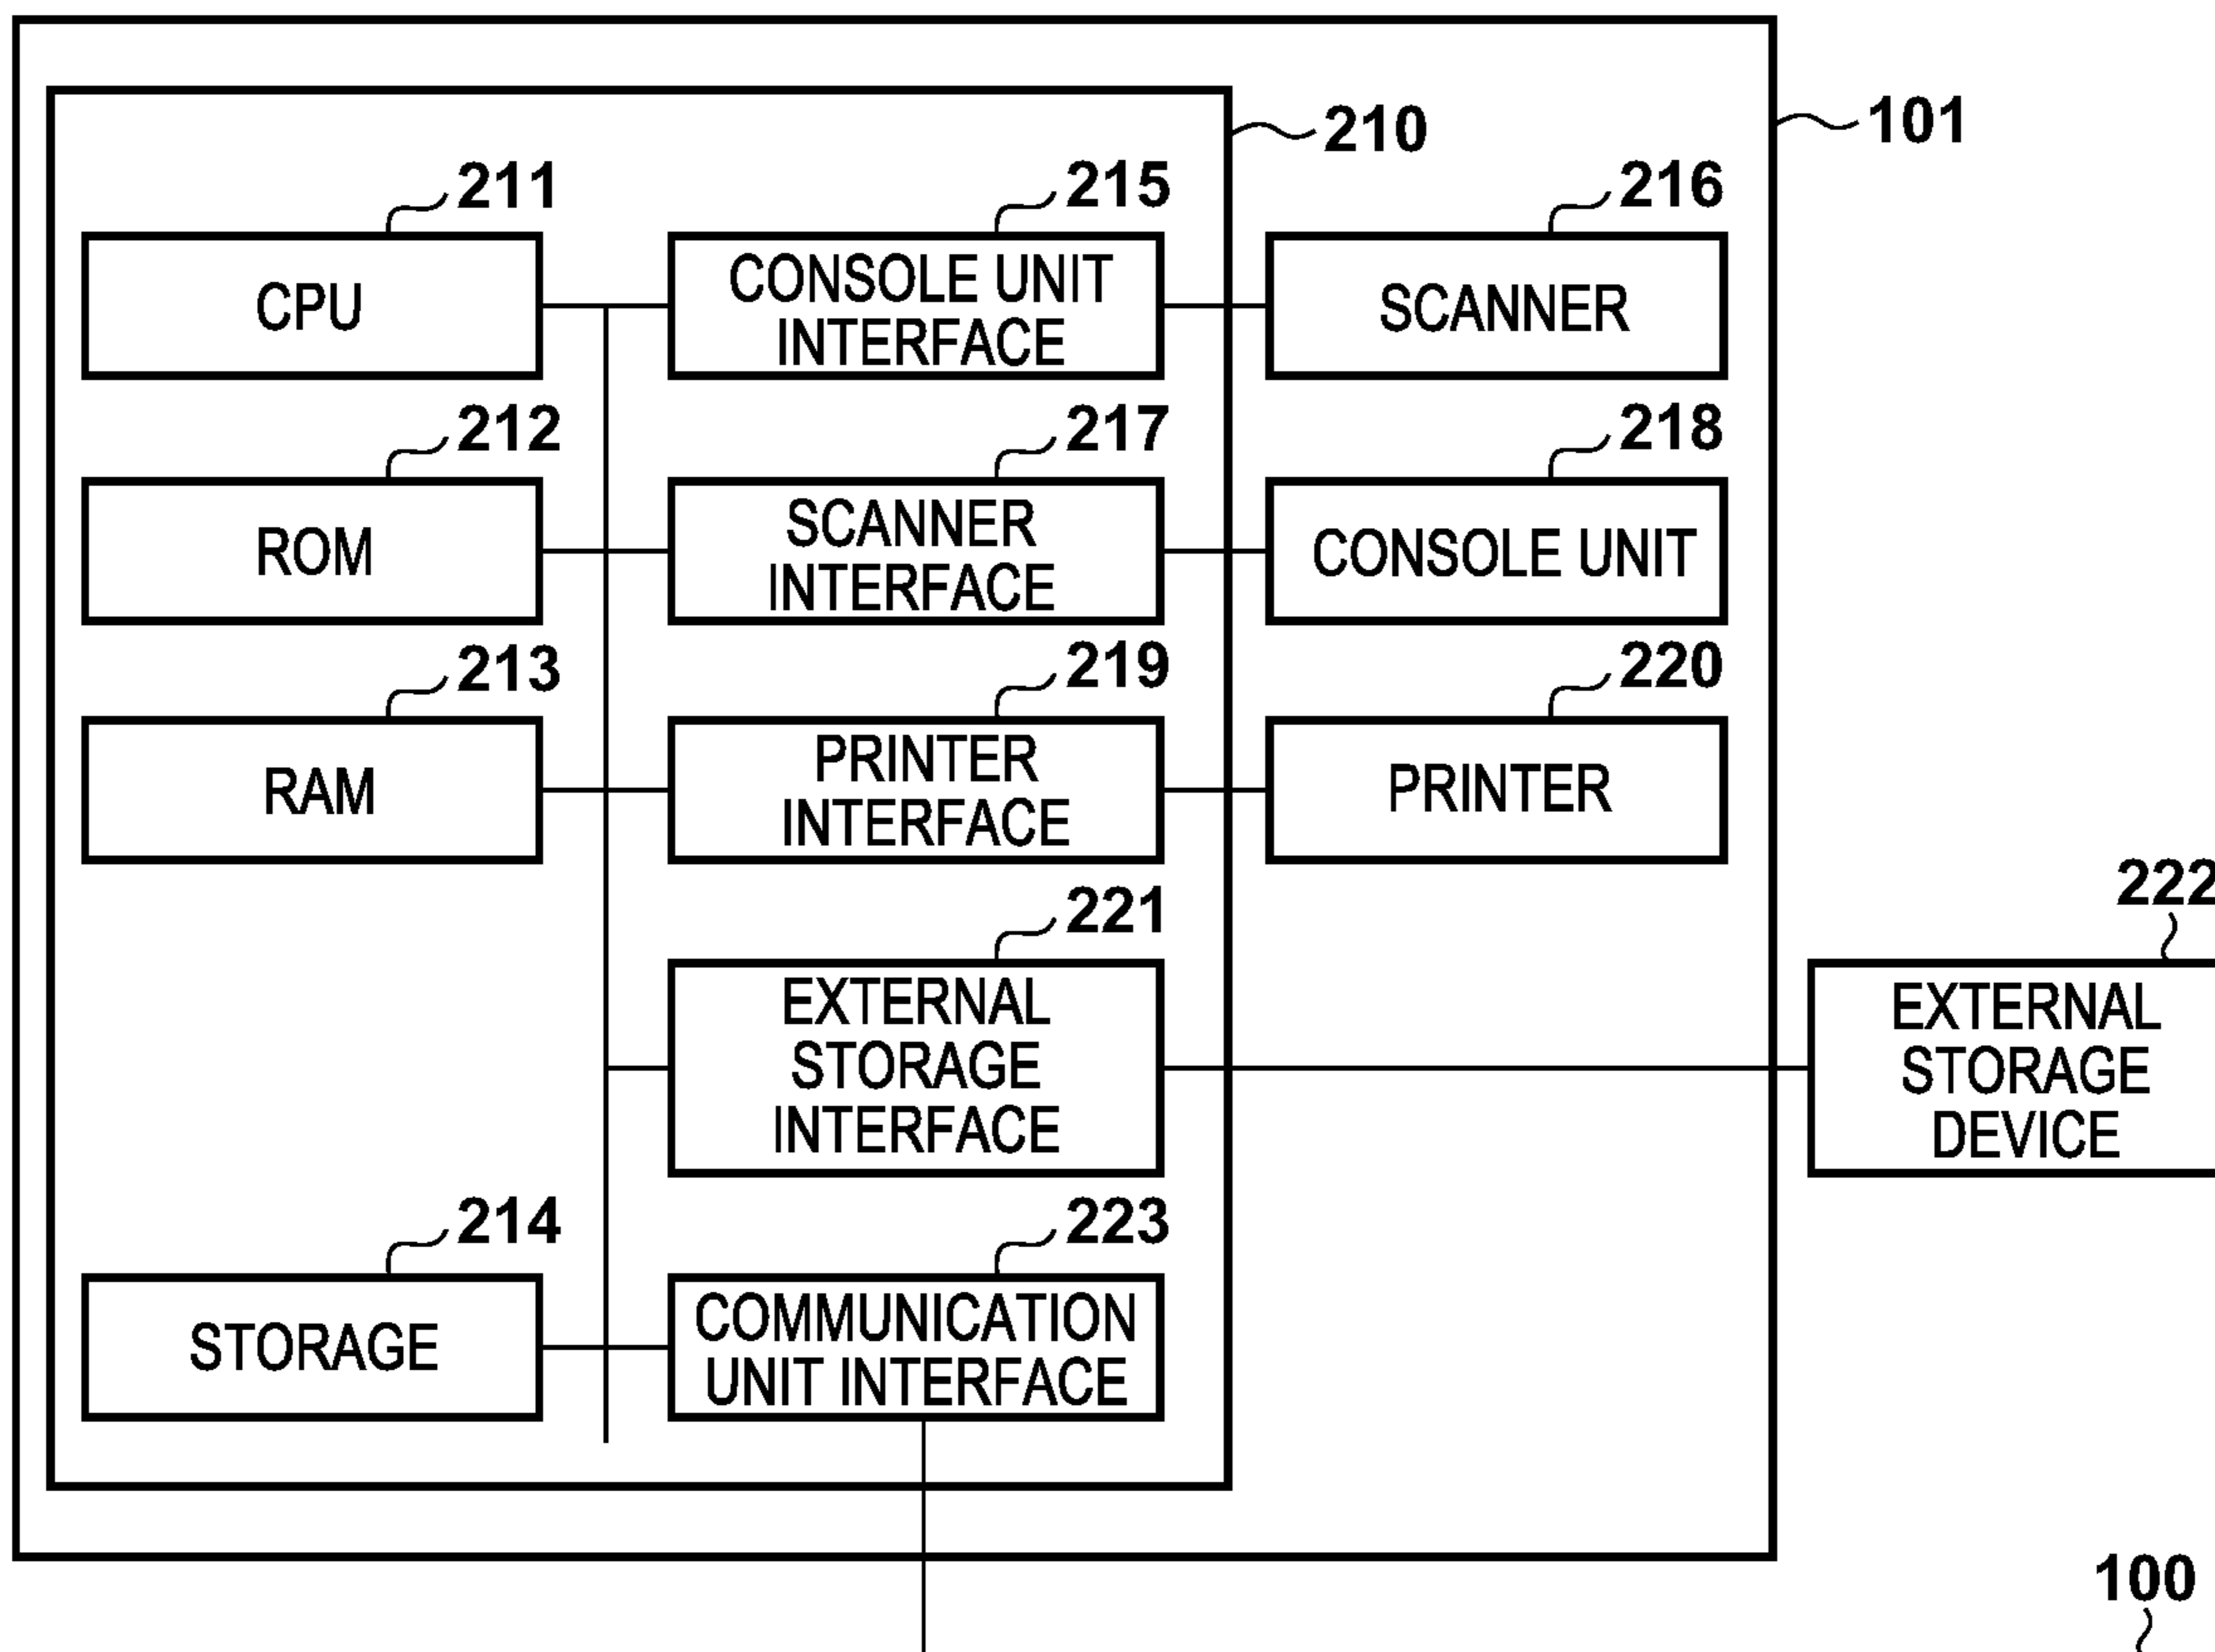 210
101
211
215
216
CPU
CONSOLE UNIT
INTERFACE
SCANNER
212
217
218
ROM
SCANNER
INTERFACE
CONSOLE UNIT
213
219
220
RAM
PRINTER
INTERFACE
PRINTER
221
222
EXTERNAL
STORAGE
INTERFACE
EXTERNAL
STORAGE
DEVICE
214
223
STORAGE
COMMUNICATION
UNIT INTERFACE
100